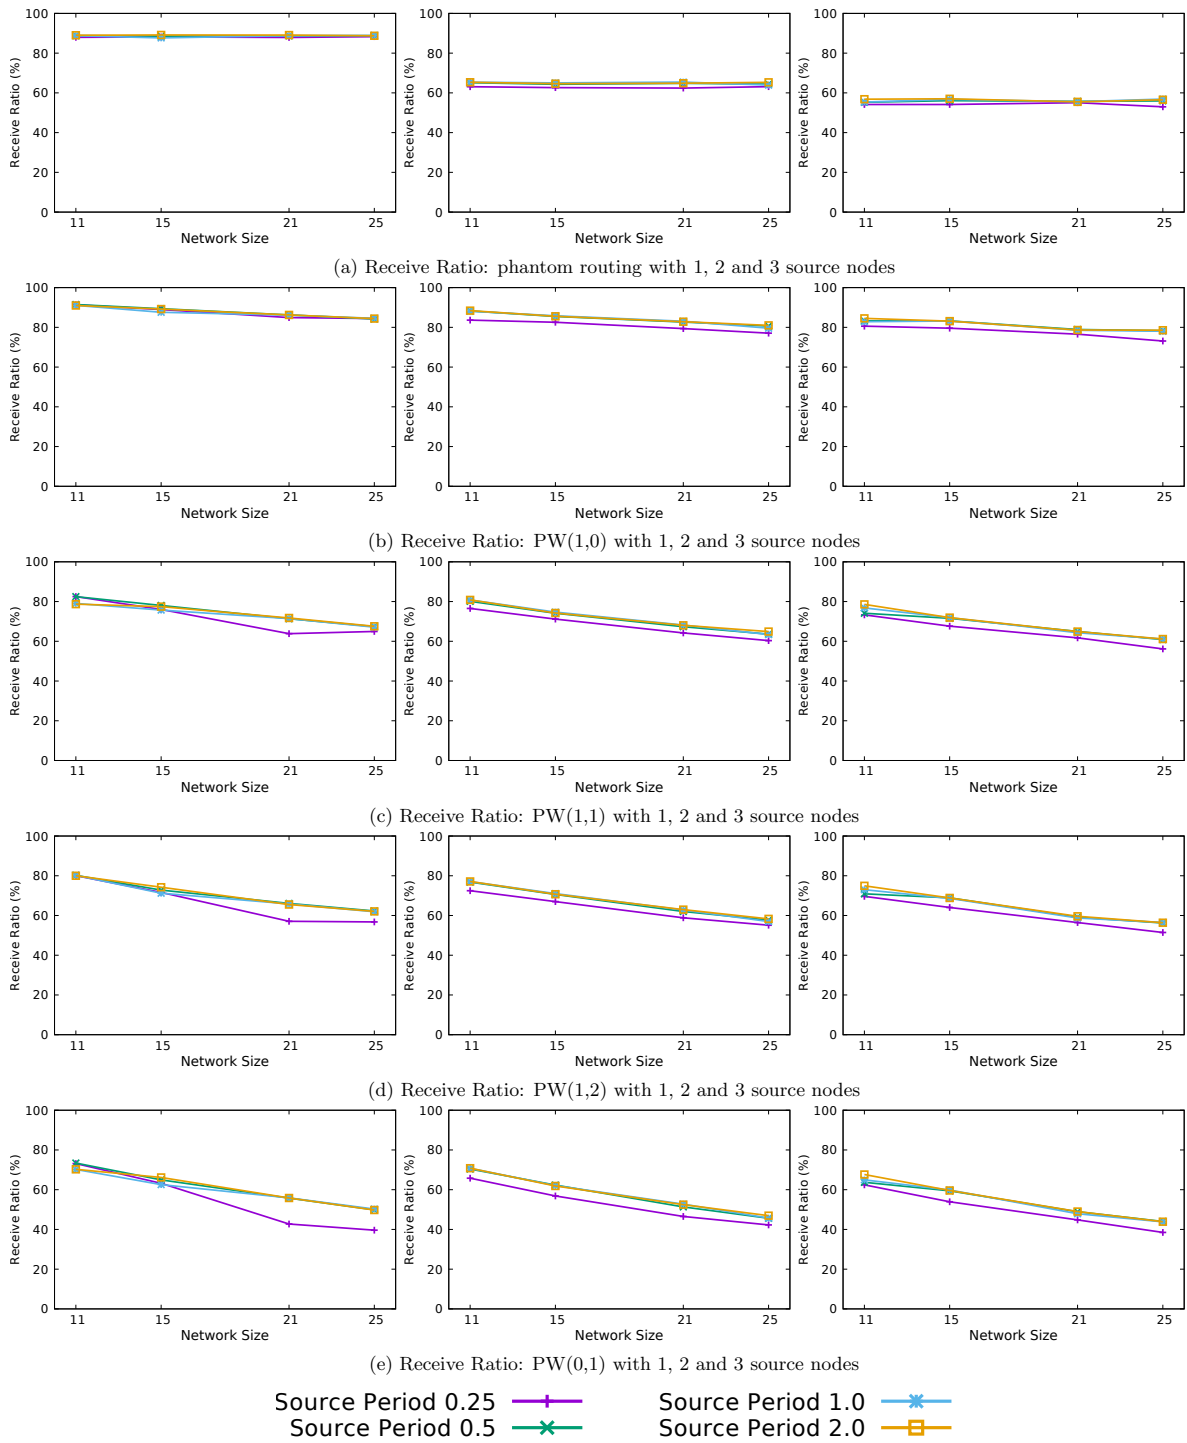 100
80
60
40
20
0
11 15 21 25
Receive Ratio (%)
Network Size
100
80
60
40
20
0
11 15 21 25
Receive Ratio (%)
Network Size
100
80
60
40
20
0
11 15 21 25
Receive Ratio (%)
Network Size
(a) Receive Ratio: phantom routing with 1, 2 and 3 source nodes
100
80
60
40
20
0
11 15 21 25
Receive Ratio (%)
Network Size
100
80
60
40
20
0
11 15 21 25
Receive Ratio (%)
Network Size
100
80
60
40
20
0
11 15 21 25
Receive Ratio (%)
Network Size
(b) Receive Ratio: PW(1,0) with 1, 2 and 3 source nodes
100
80
60
40
20
0
11 15 21 25
Receive Ratio (%)
Network Size
100
80
60
40
20
0
11 15 21 25
Receive Ratio (%)
Network Size
100
80
60
40
20
0
11 15 21 25
Receive Ratio (%)
Network Size
(c) Receive Ratio: PW(1,1) with 1, 2 and 3 source nodes
100
80
60
40
20
0
11 15 21 25
Receive Ratio (%)
Network Size
100
80
60
40
20
0
11 15 21 25
Receive Ratio (%)
Network Size
100
80
60
40
20
0
11 15 21 25
Receive Ratio (%)
Network Size
(d) Receive Ratio: PW(1,2) with 1, 2 and 3 source nodes
100
80
60
40
20
0
11 15 21 25
Receive Ratio (%)
Network Size
100
80
60
40
20
0
11 15 21 25
Receive Ratio (%)
Network Size
100
80
60
40
20
0
11 15 21 25
Receive Ratio (%)
Network Size
(e) Receive Ratio: PW(0,1) with 1, 2 and 3 source nodes
Source Period 0.25
Source Period 0.5
Source Period 1.0
Source Period 2.0